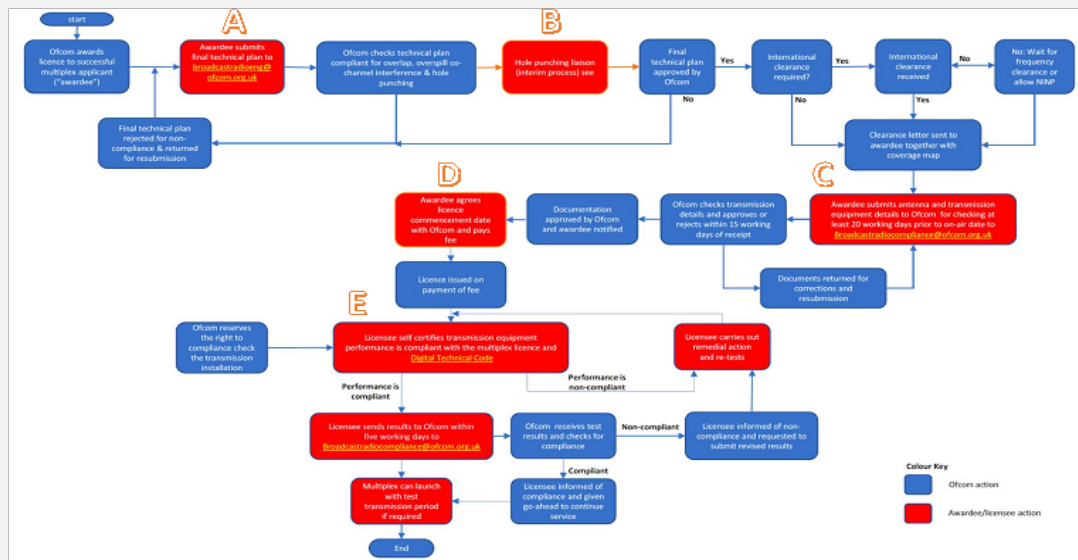 start
A
B
Ofcom awards
licence to successful
multiplex applicant
("awardee")
Awardee submits
final technical plan to
broadcastradioeng@
ofcom.org.uk
Ofcom checks technical plan
compliant for overlap, overspill co-
channel interference & hole
punching
Hole punching liaison
(interim process) see
Final
technical plan
approved by
Ofcom
Yes
International
clearance
required?
Yes
International
clearance
received
No
No: Wait for
frequency
clearance or
allow NINP
No
No
Yes
Final technical plan
rejected for non-
compliance & returned
for resubmission
Clearance letter sent to
awardee together with
coverage map
D
C
Awardee agrees
licence
commencement date
with Ofcom and pays
fee
Documentation
approved by Ofcom
and awardee notified
Ofcom checks transmission
details and approves or
rejects within 15 working
days of receipt
Awardee submits antenna and transmission
equipment details to Ofcom for checking at
least 20 working days prior to on-air date to
Broadcastradiocompliance@ofcom.org.uk
Licence issued on
payment of fee
Documents returned for
corrections and
resubmission
E
Ofcom reserves
the right to
compliance check
the transmission
installation
Licensee self certifies transmission equipment
performance is compliant with the multiplex licence and
Digital Technical Code
Licensee carries out
remedial action
and re-tests
Performance is
compliant
Performance is
non-compliant
Licensee sends results to Ofcom within
five working days to
Broadcastradiocompliance@ofcom.org.uk
Ofcom receives test
results and checks for
compliance
Non-compliant
Licensee informed of non-
compliance and requested to
submit revised results
Compliant
Multiplex can launch
with test
transmission period
if required
Licensee informed of
compliance and given
go-ahead to continue
service
End
Colour Key
Ofcom action
Awardee/licensee action